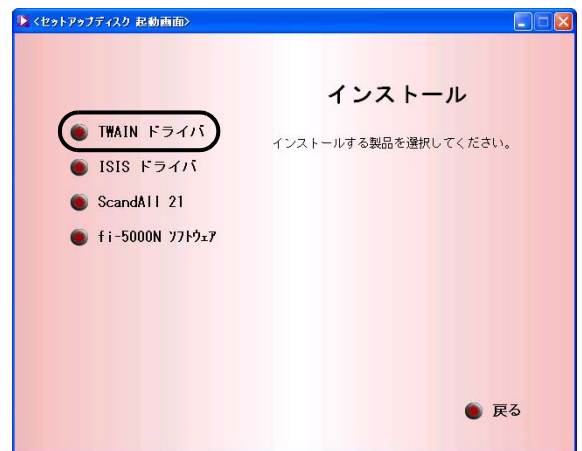 <セットアップディスク 起動画面>
インストール
インストールする製品を選択してください。
TWAIN ドライバ
ISIS ドライバ
ScandAll 21
fi-5000N ソフトウェア
戻る